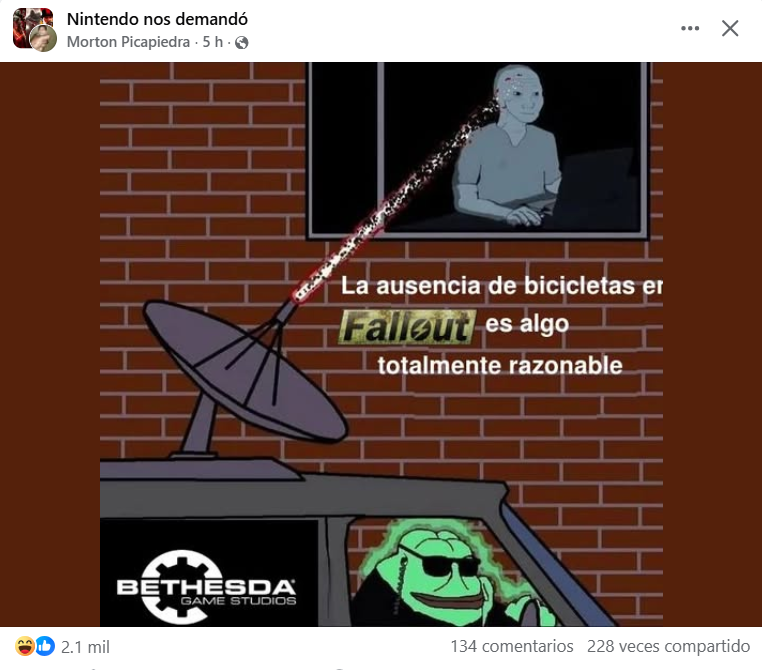 Nintendo nos demandó
Morton Picapiedra · 5 h ·
La ausencia de bicicletas en
Fallout es algo
totalmente razonable
BETHESDA
GAME STUDIOS
2.1 mil
134 comentarios 228 veces compartido